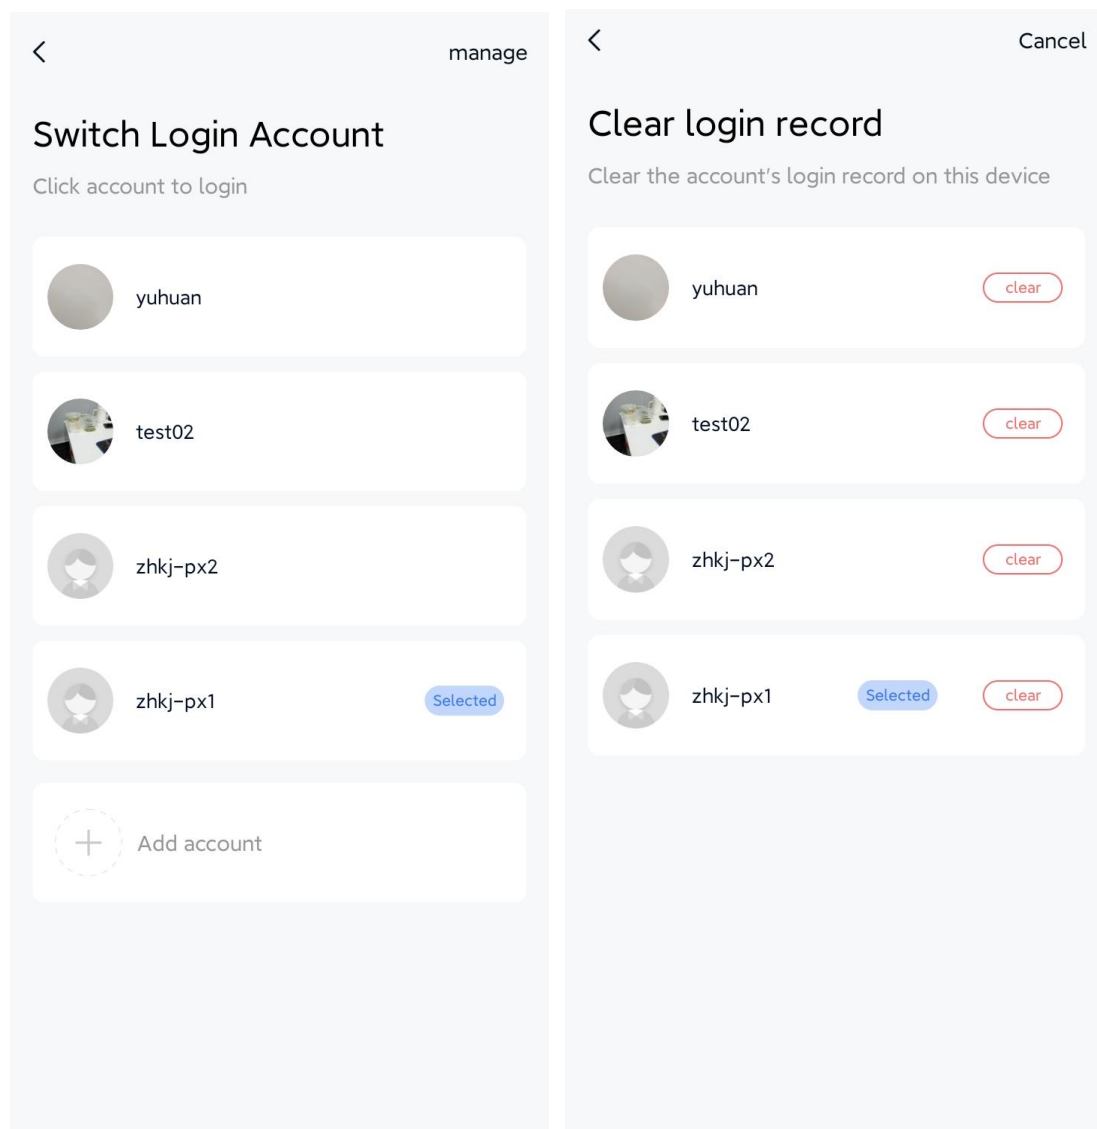 manage
Switch Login Account
Click account to login
yuhuan
test02
zhkj-px2
zhkj-px1
Selected
Add account
Cancel
Clear login record
Clear the account's login record on this device
yuhuan
clear
test02
clear
zhkj-px2
clear
zhkj-px1
Selected
clear